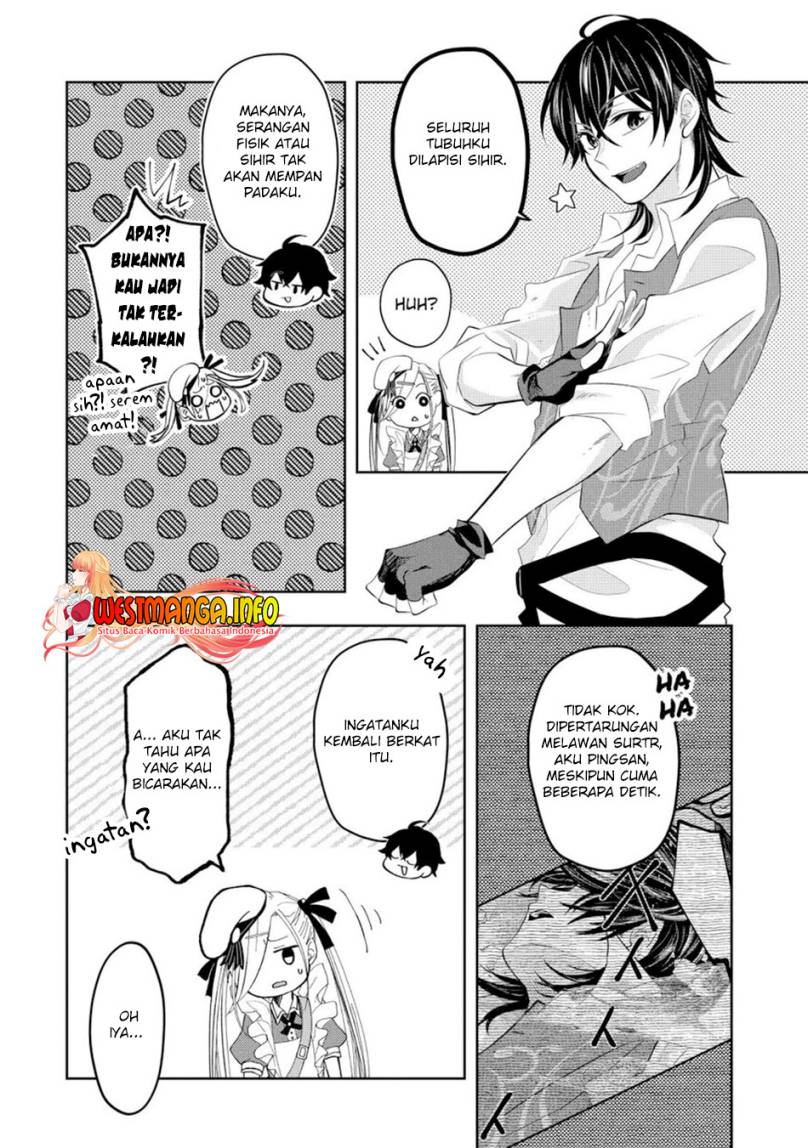 SELURUH
TUBUHKU
DILAPISI SIHIR.
HUH?
MAKANYA,
SERANGAN
FISIK ATAU
SIHIR TAK
AKAN MEMPAN
PADAKU.
APA?!
BUKANNYA
KAU JADI
TAK TER-
KALAHKAN
?!
apaan
sih?! serem
amat!
WESTMANGA.INFO
Situs Baca Komik Berbahasa Indonesia
HA
HA
TIDAK KOK.
DIPERTARUNGAN
MELAWAN SURTR,
AKU PINGSAN,
MESKIPUN CUMA
BEBERAPA DETIK.
Yah
INGATANKU
KEMBALI BERKAT
ITU.
A... AKU TAK
TAHU APA
YANG KAU
BICARAKAN...
ingatan?
OH
IYA...